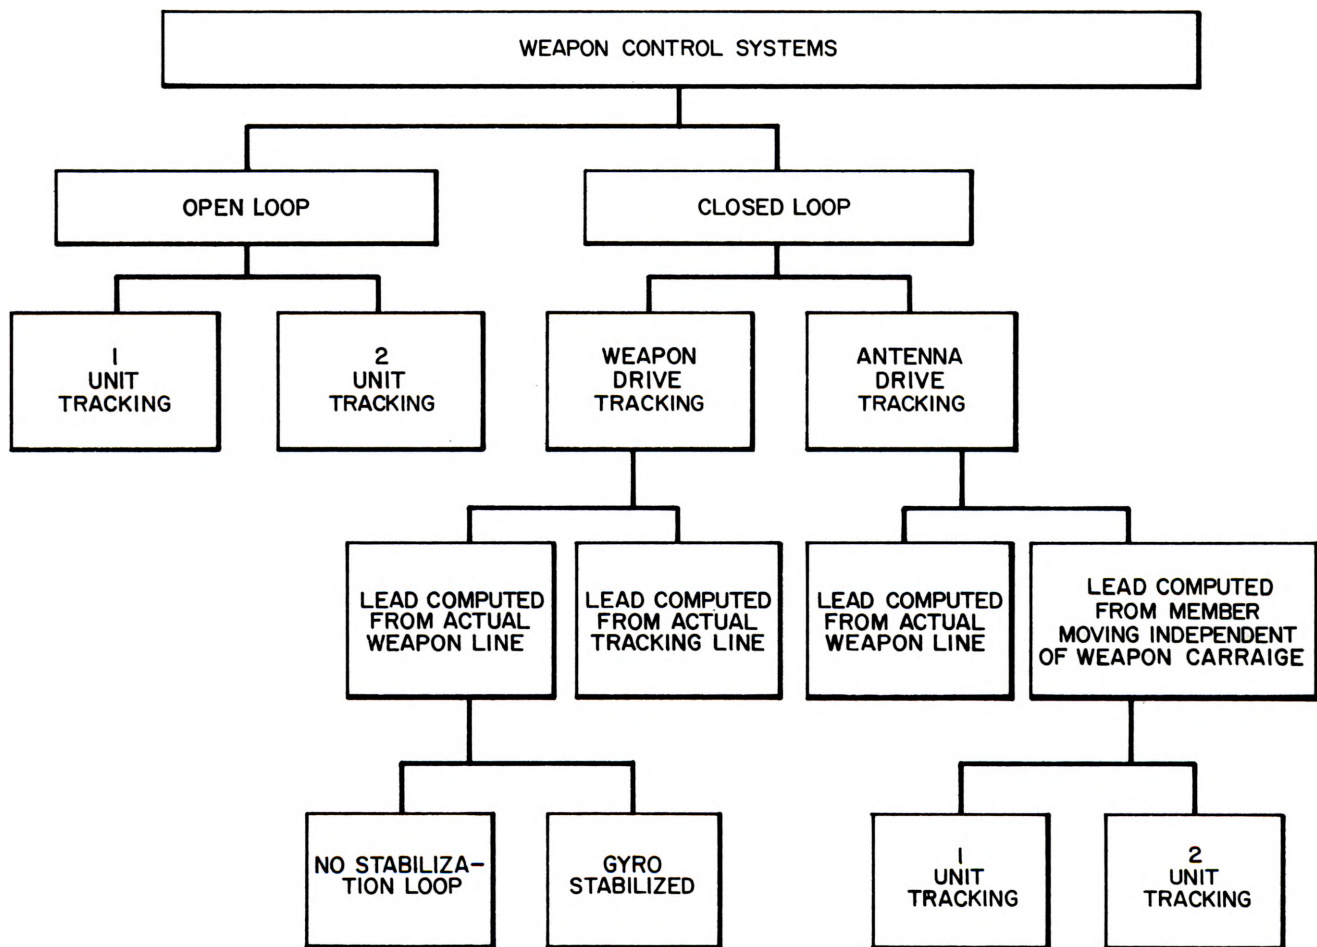 WEAPON CONTROL SYSTEMS
OPEN LOOP
CLOSED LOOP
1
UNIT
TRACKING
2
UNIT
TRACKING
WEAPON
DRIVE
TRACKING
ANTENNA
DRIVE
TRACKING
LEAD COMPUTED
FROM ACTUAL
WEAPON LINE
LEAD COMPUTED
FROM ACTUAL
TRACKING LINE
LEAD COMPUTED
FROM ACTUAL
WEAPON LINE
LEAD COMPUTED
FROM MEMBER
MOVING INDEPENDENT
OF WEAPON CARRAIGE
NO STABILIZA-
TION LOOP
GYRO
STABILIZED
1
UNIT
TRACKING
2
UNIT
TRACKING